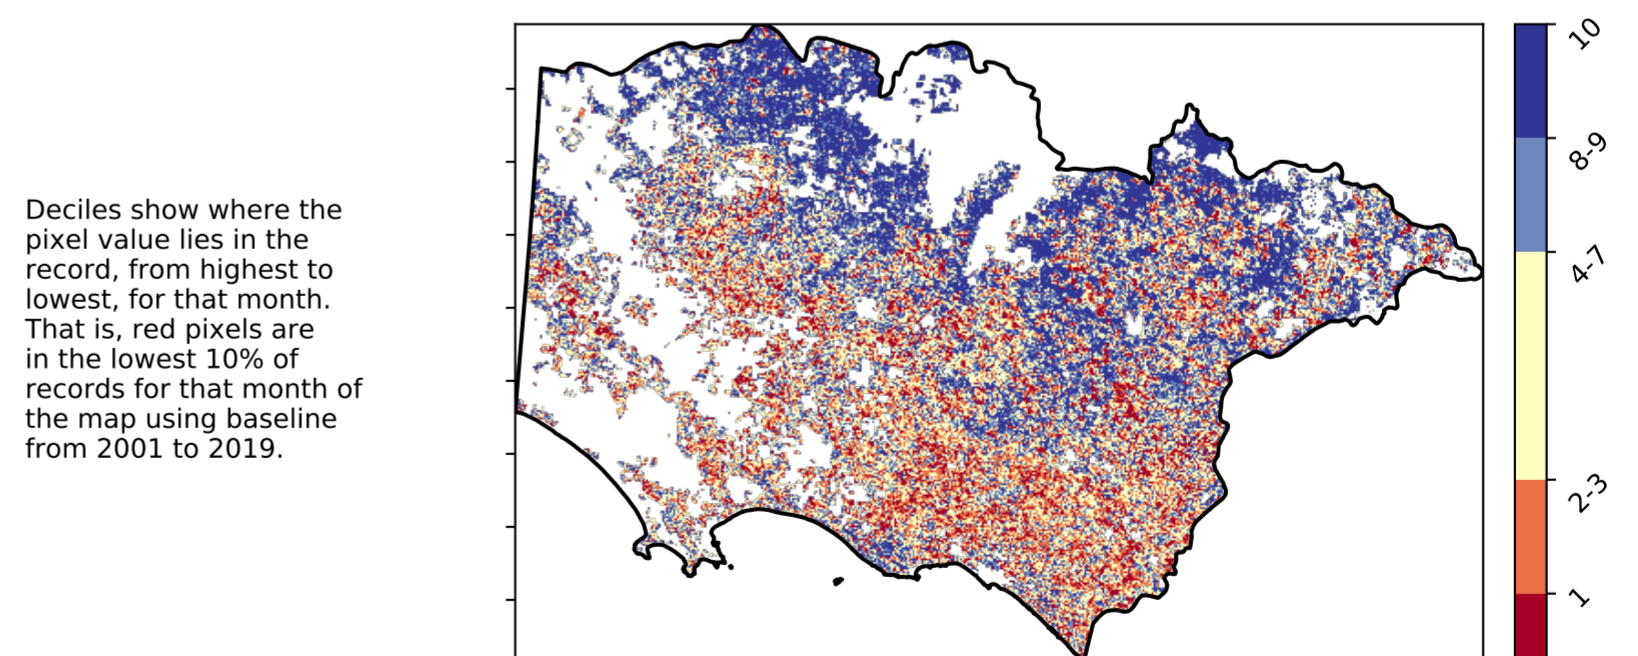 Deciles show where the
pixel value lies in the
record, from highest to
lowest, for that month.
That is, red pixels are
in the lowest 10% of
records for that month of
the map using baseline
from 2001 to 2019.
10
8-9
4-7
2-3
1